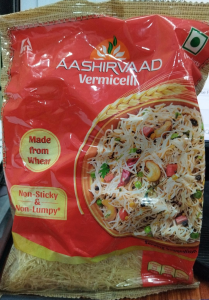 AASHIRVAAD
Vermicelli
Made
from
Wheat
Non-Sticky
&
Non-Lumpy*